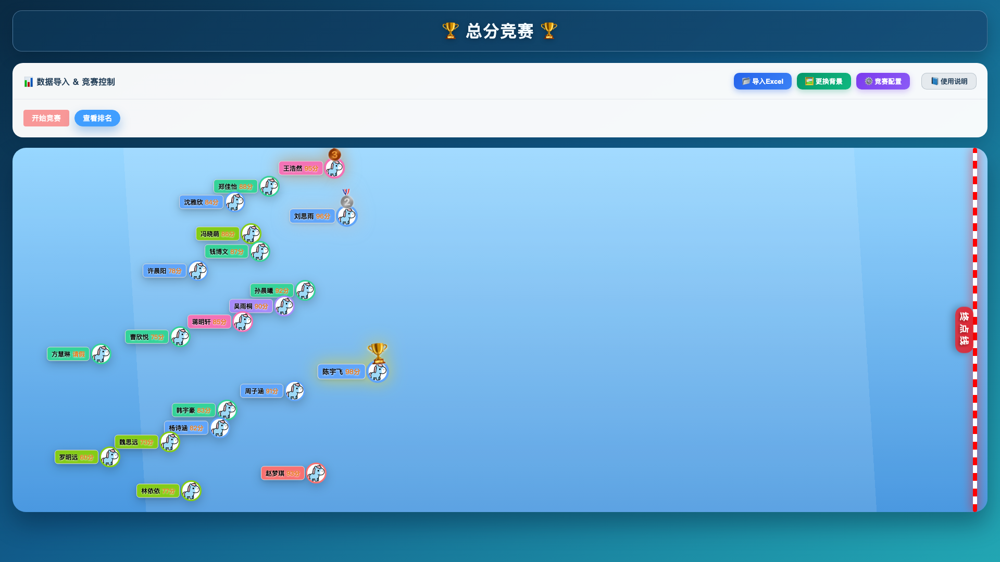 🏆 总分竞赛 🏆
📊 数据导入 & 竞赛控制
📂 导入Excel
🖼️ 更换背景
⚙️ 竞赛配置
📘 使用说明
开始竞赛
查看排名
3
王浩然 95分
郑佳怡 88分
沈雅欣 84分
2
刘思雨 96分
冯晓萌 86分
钱博文 87分
许晨阳 78分
孙晨曦 92分
吴雨桐 90分
蒋明轩 85分
终点线
曹欣悦 75分
方慧琳 请假
陈宇飞 98分
周子涵 91分
韩宇豪 83分
杨诗涵 82分
魏思远 73分
罗明远 60分
赵梦琪 93分
林依依 77分